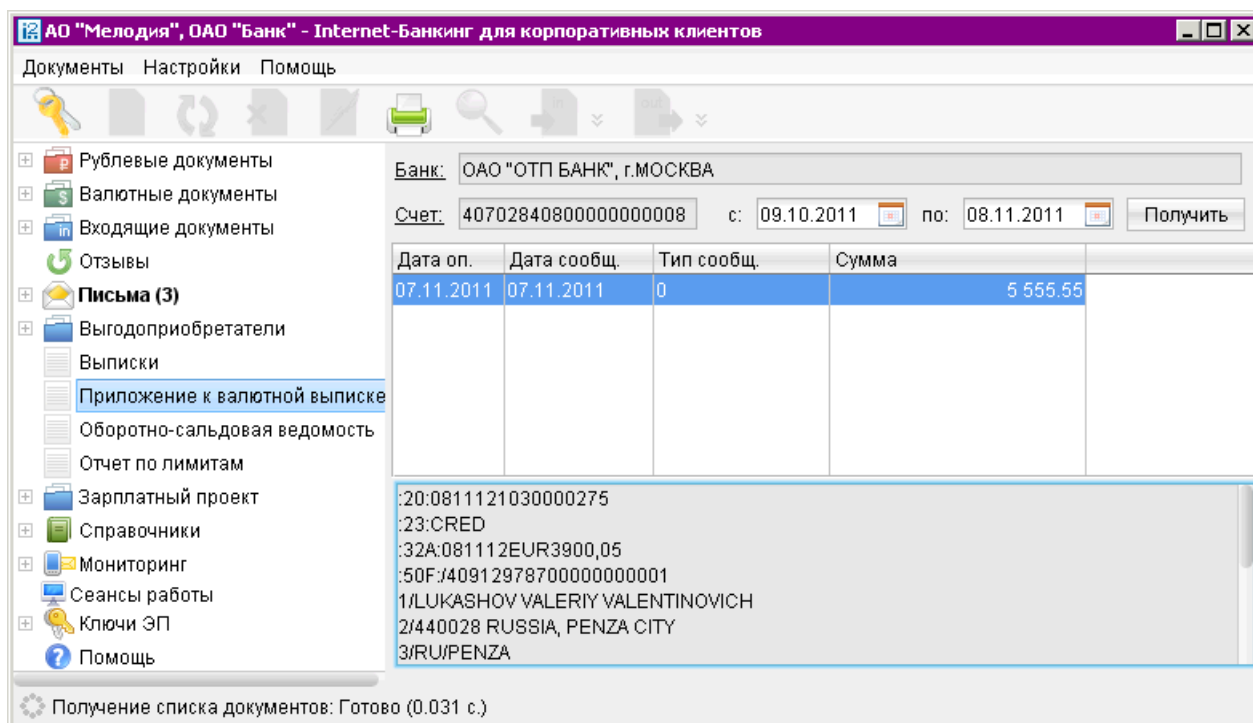 АО "Мелодия", ОАО "Банк" - Internet-Банкинг для корпоративных клиентов
Документы Настройки Помощь
in out
Рублевые документы
Валютные документы
Входящие документы
Отзывы
Письма (3)
Выгодоприобретатели
Выписки
Приложение к валютной выписке
Оборотно-сальдовая ведомость
Отчет по лимитам
Зарплатный проект
Справочники
Мониторинг
Сеансы работы
Ключи ЭП
Помощь
Банк: ОАО "ОТП БАНК", г.МОСКВА
Счет: 40702840800000000008 с: 09.10.2011 по: 08.11.2011 Получить
Дата оп. Дата сообщ. Тип сообщ. Сумма
07.11.2011 07.11.2011 0 5 555.55
:20:0811121030000275
:23:CRED
:32A:081112EUR3900,05
:50F:/40912978700000000001
1/LUKASHOV VALERIY VALENTINOVICH
2/440028 RUSSIA, PENZA CITY
3/RU/PENZA
Получение списка документов: Готово (0.031 с.)